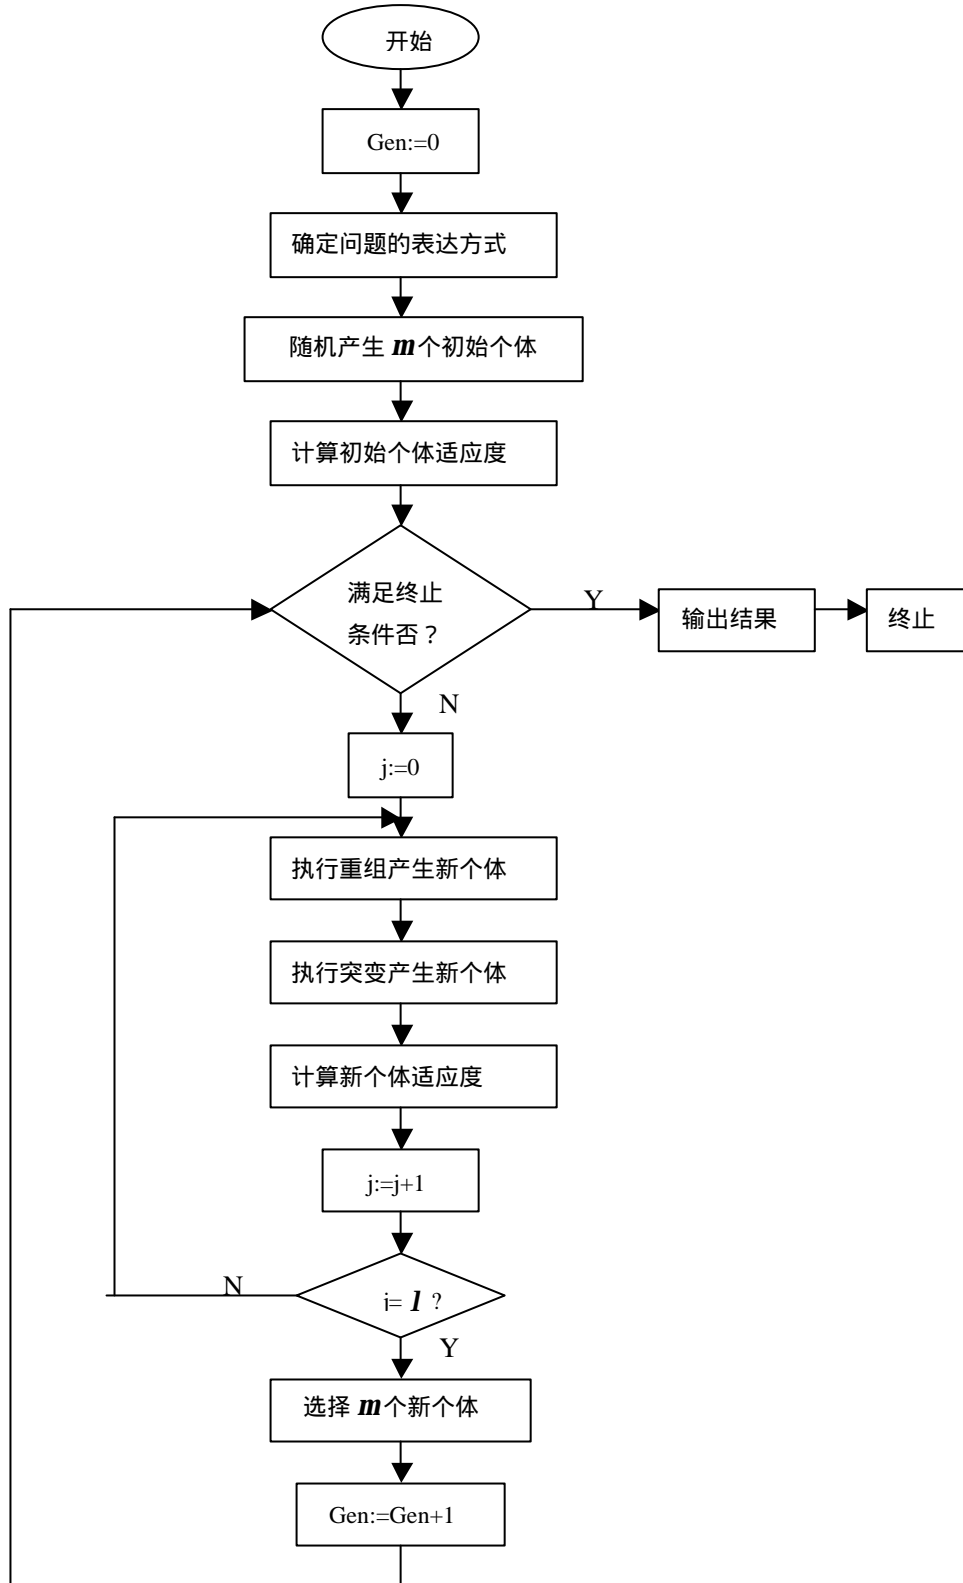 开始
Gen:=0
确定问题的表达方式
随机产生 m个初始个体
计算初始个体适应度
满足终止
条件否？
Y
输出结果
终止
N
j:=0
执行重组产生新个体
执行突变产生新个体
计算新个体适应度
j:=j+1
N
j= l ?
Y
选择 m个新个体
Gen:=Gen+1